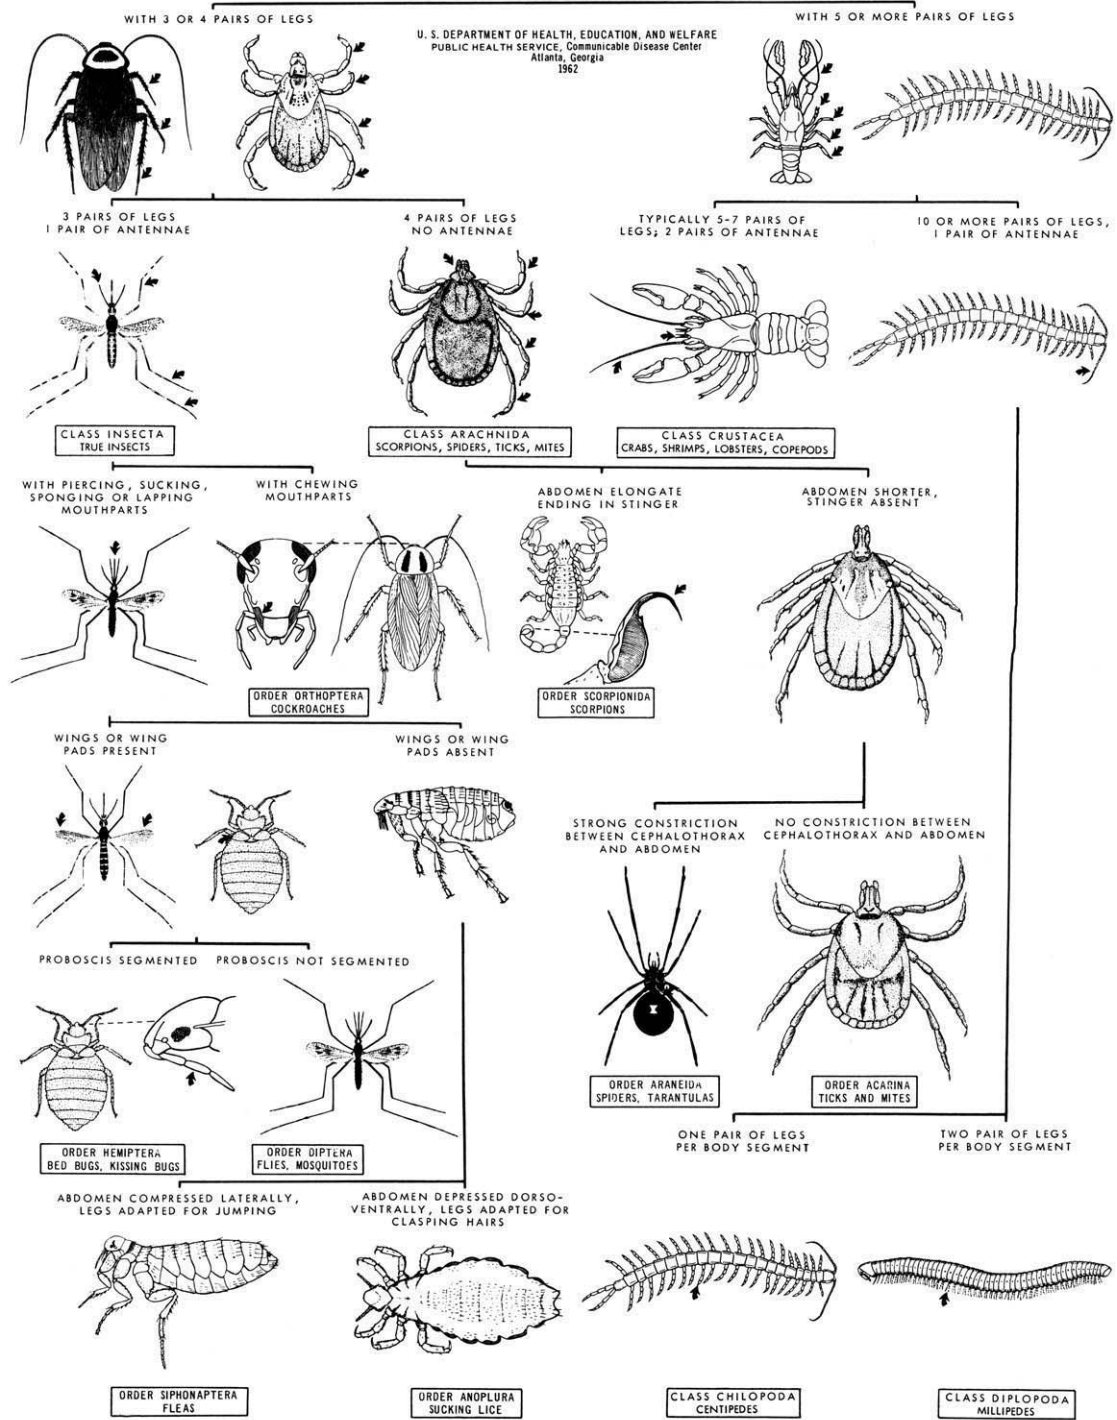 WITH 3 OR 4 PAIRS OF LEGS
U. S. DEPARTMENT OF HEALTH, EDUCATION, AND WELFARE
PUBLIC HEALTH SERVICE, Communicable Disease Center
Atlanta, Georgia
1962
WITH 5 OR MORE PAIRS OF LEGS
3 PAIRS OF LEGS
1 PAIR OF ANTENNAE
4 PAIRS OF LEGS
NO ANTENNAE
TYPICALLY 5-7 PAIRS OF
LEGS; 2 PAIRS OF ANTENNAE
10 OR MORE PAIRS OF LEGS,
1 PAIR OF ANTENNAE
CLASS INSECTA
TRUE INSECTS
CLASS ARACHNIDA
SCORPIONS, SPIDERS, TICKS, MITES
CLASS CRUSTACEA
CRABS, SHRIMPS, LOBSTERS, COPEPODS
WITH PIERCING, SUCKING,
SPONGING OR LAPPING
MOUTHPARTS
WITH CHEWING
MOUTHPARTS
ABDOMEN ELONGATE
ENDING IN STINGER
ABDOMEN SHORTER,
STINGER ABSENT
ORDER ORTHOPTERA
COCKROACHES
ORDER SCORPIONIDA
SCORPIONS
WINGS OR WING
PADS PRESENT
WINGS OR WING
PADS ABSENT
STRONG CONSTRICTION
BETWEEN CEPHALOTHORAX
AND ABDOMEN
NO CONSTRICTION BETWEEN
CEPHALOTHORAX AND ABDOMEN
PROBOSCIS SEGMENTED
PROBOSCIS NOT SEGMENTED
ORDER ARANEIDA
SPIDERS, TARANTULAS
ORDER ACARINA
TICKS AND MITES
ORDER HEMIPTERA
BED BUGS, KISSING BUGS
ORDER DIPTERA
FLIES, MOSQUITOES
ONE PAIR OF LEGS
PER BODY SEGMENT
TWO PAIR OF LEGS
PER BODY SEGMENT
ABDOMEN COMPRESSED LATERALLY,
LEGS ADAPTED FOR JUMPING
ABDOMEN DEPRESSED DORSO-
VENTRALLY, LEGS ADAPTED FOR
CLASPING HAIRS
ORDER SIPHONAPTERA
FLEAS
ORDER ANOPLURA
SUCKING LICE
CLASS CHILOPODA
CENTIPEDES
CLASS DIPLOPODA
MILLIPEDES